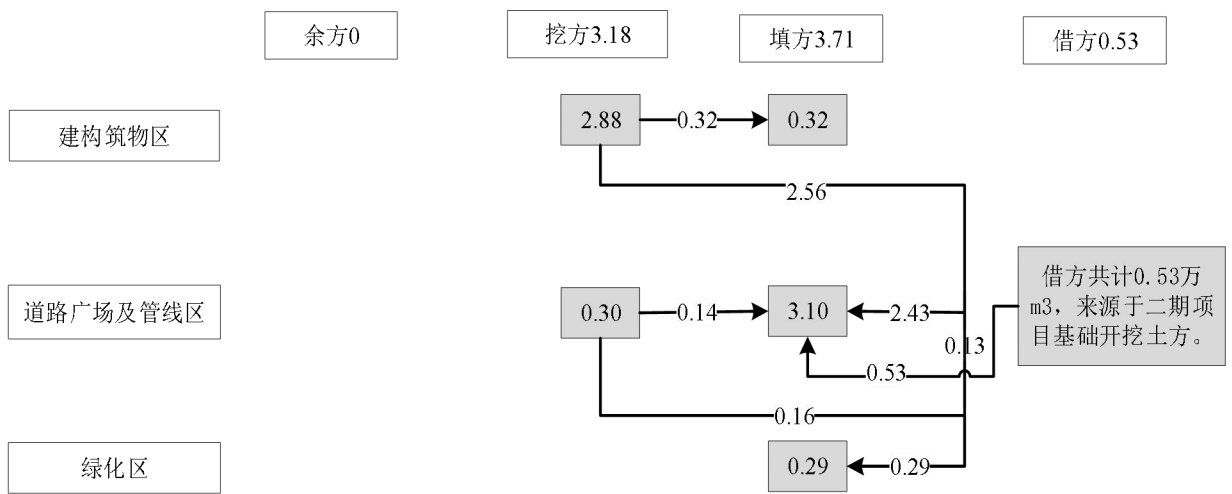 余方0
挖方3.18
填方3.71
借方0.53
建构筑物区
2.88
0.32
0.32
2.56
道路广场及管线区
0.30
0.14
3.10
2.43
借方共计0.53万
m3，来源于二期项
目基础开挖土方。
0.13
0.53
0.16
绿化区
0.29
0.29